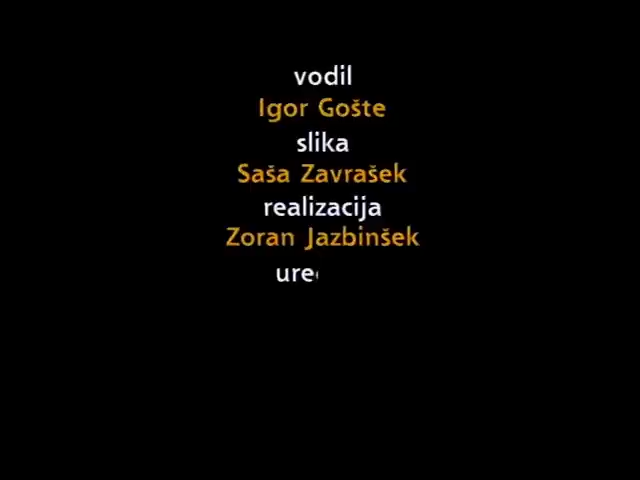 vodil
Igor Gošte
slika
Saša Zavrašek
realizacija
Zoran Jazbinšek